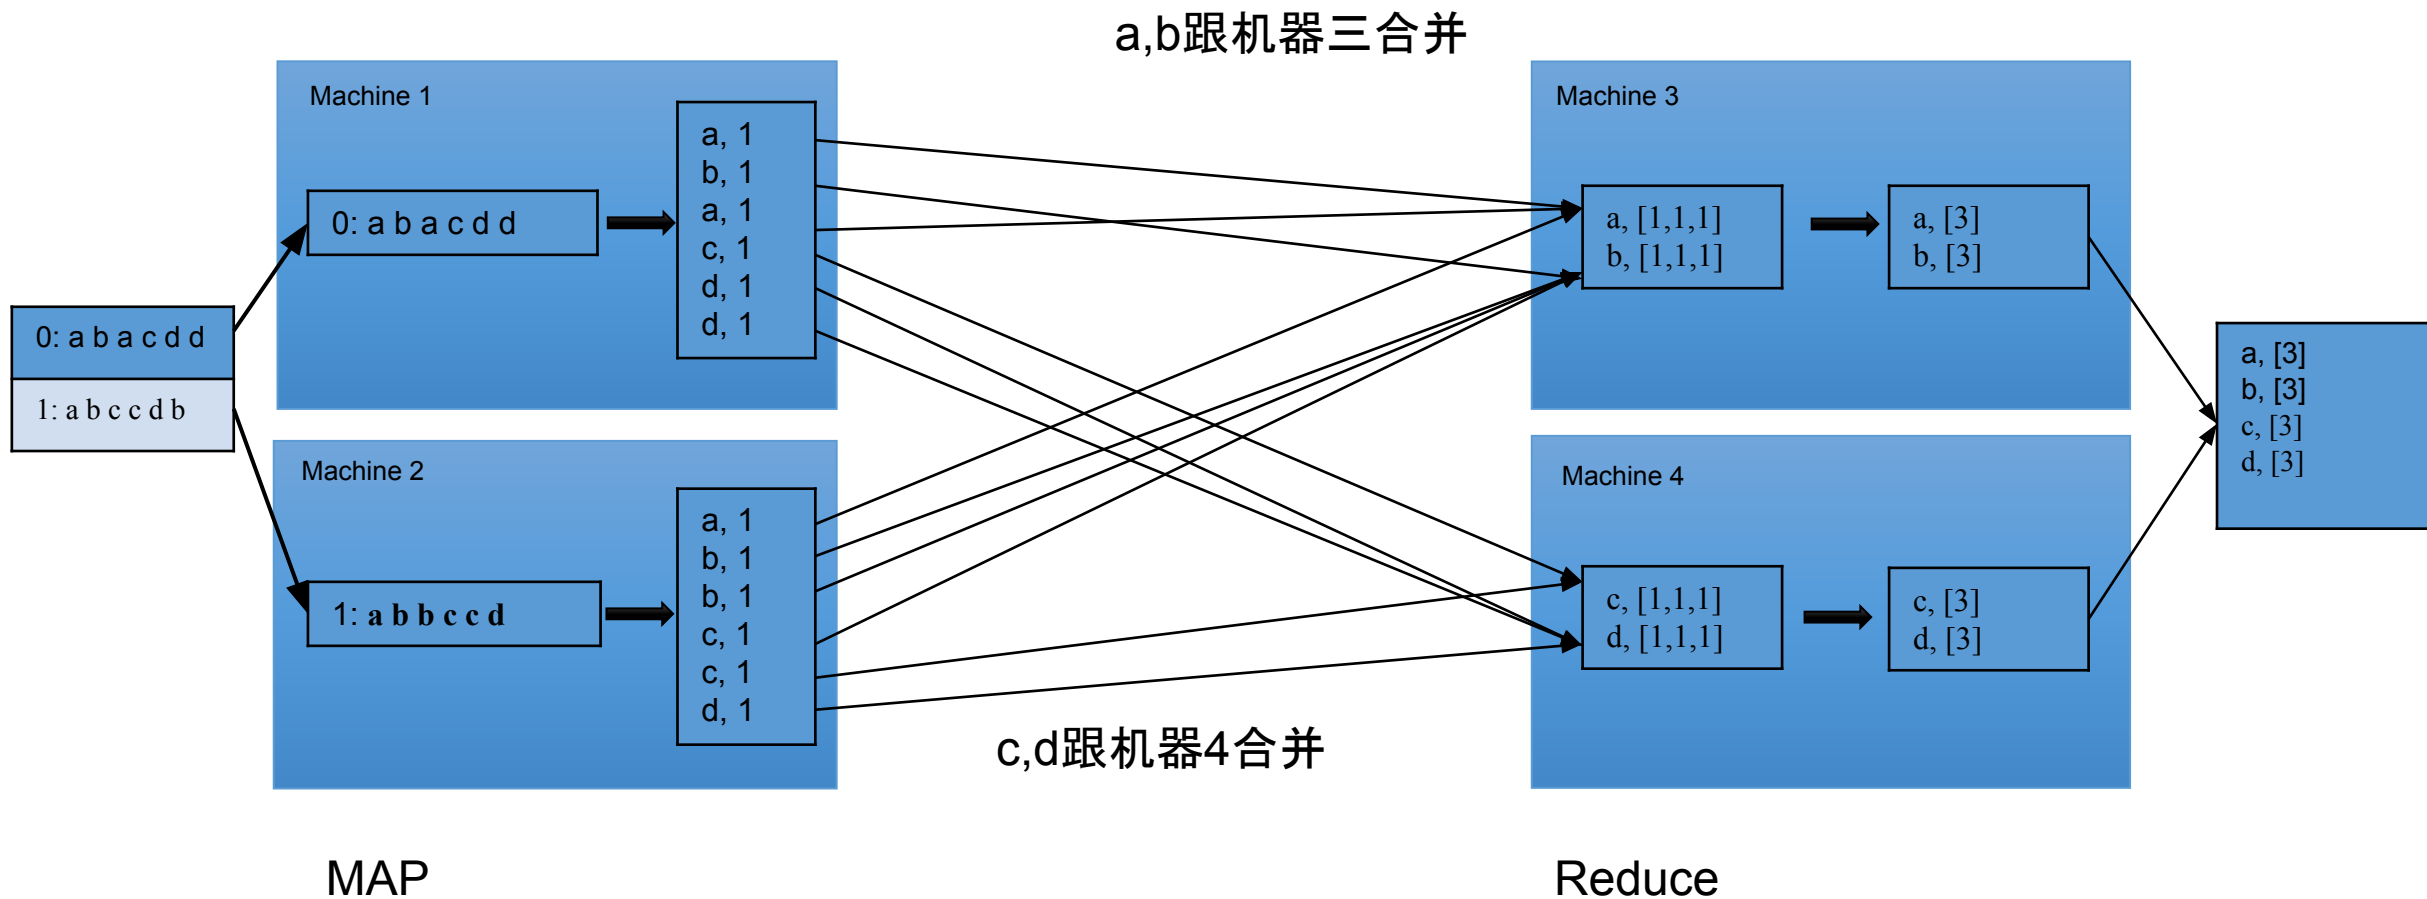 a,b跟机器三合并
Machine 1
a, 1
b, 1
a, 1
c, 1
d, 1
d, 1
0: a b a c d d
0: a b a c d d
1: a b c c d b
Machine 2
a, 1
b, 1
b, 1
c, 1
c, 1
d, 1
1: a b b c c d
c,d跟机器4合并
Machine 3
a, [1,1,1]
b, [1,1,1]
a, [3]
b, [3]
Machine 4
c, [1,1,1]
d, [1,1,1]
c, [3]
d, [3]
a, [3]
b, [3]
c, [3]
d, [3]
MAP
Reduce